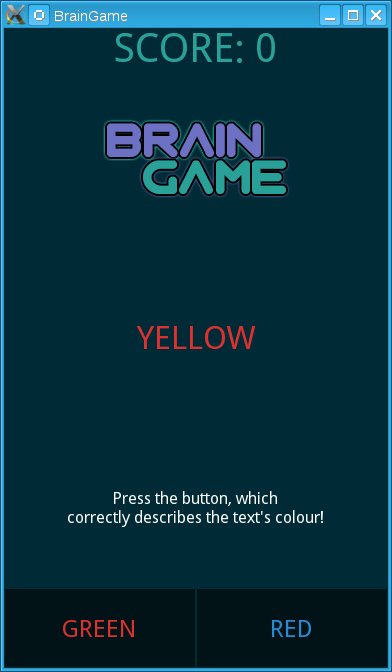 BrainGame
SCORE: 0
BRAIN
GAME
YELLOW
Press the button, which
correctly describes the text's colour!
GREEN
RED